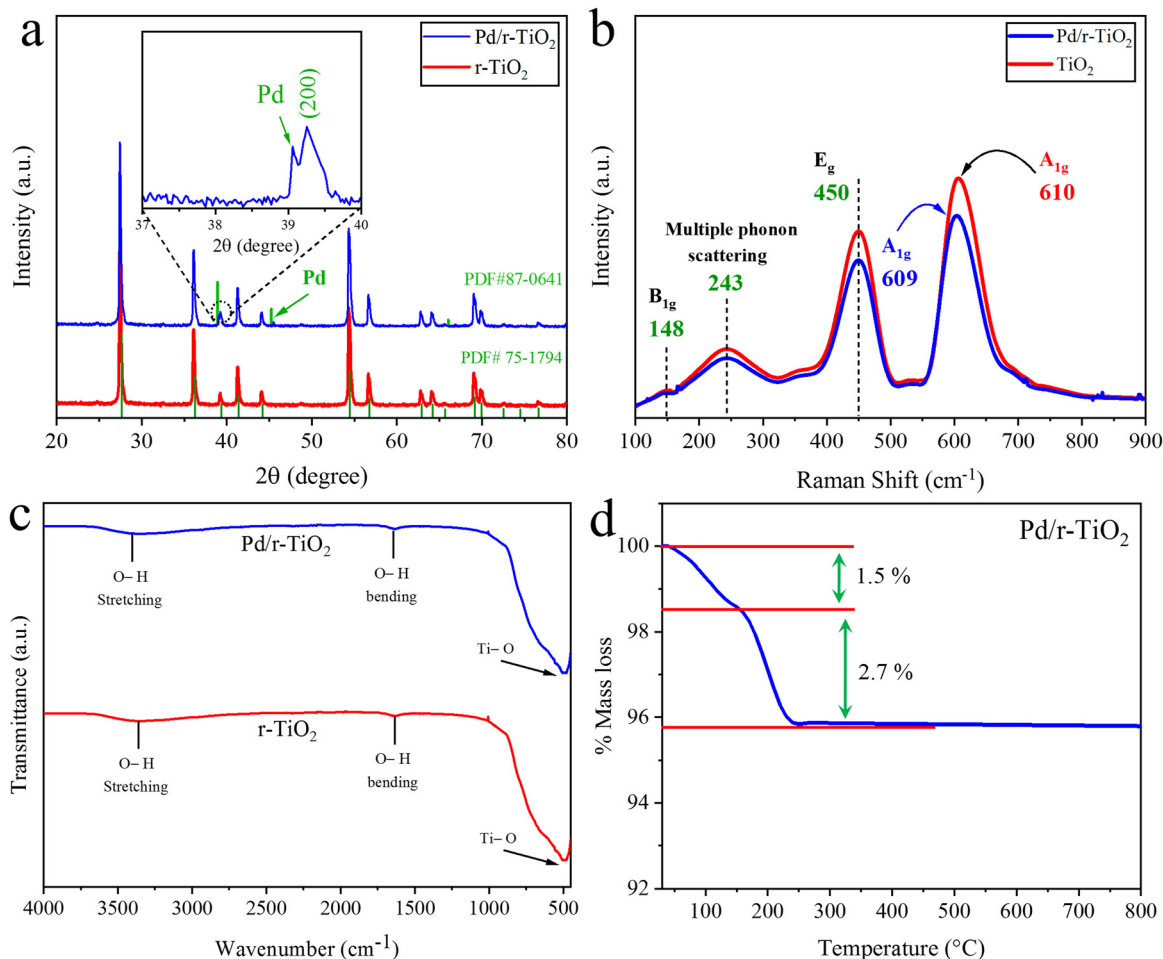 a
Pd/r-TiO₂
r-TiO₂
Pd
(200)
37
38
39
40
2θ (degree)
Intensity (a.u.)
PDF#87-0641
Pd
PDF# 75-1794
20
30
40
50
60
70
80
2θ (degree)
b
Pd/r-TiO₂
TiO₂
Intensity (a.u.)
E₉
450
A₁g
610
Multiple phonon
scattering
243
A₁g
609
B₁g
148
100
200
300
400
500
600
700
800
900
Raman Shift (cm⁻¹)
c
Transmittance (a.u.)
Pd/r-TiO₂
O– H
Stretching
O– H
bending
Ti– O
r-TiO₂
O– H
Stretching
O– H
bending
Ti– O
4000
3500
3000
2500
2000
1500
1000
500
Wavenumber (cm⁻¹)
d
Pd/r-TiO₂
% Mass loss
100
98
96
94
92
1.5 %
2.7 %
100
200
300
400
500
600
700
800
Temperature (°C)